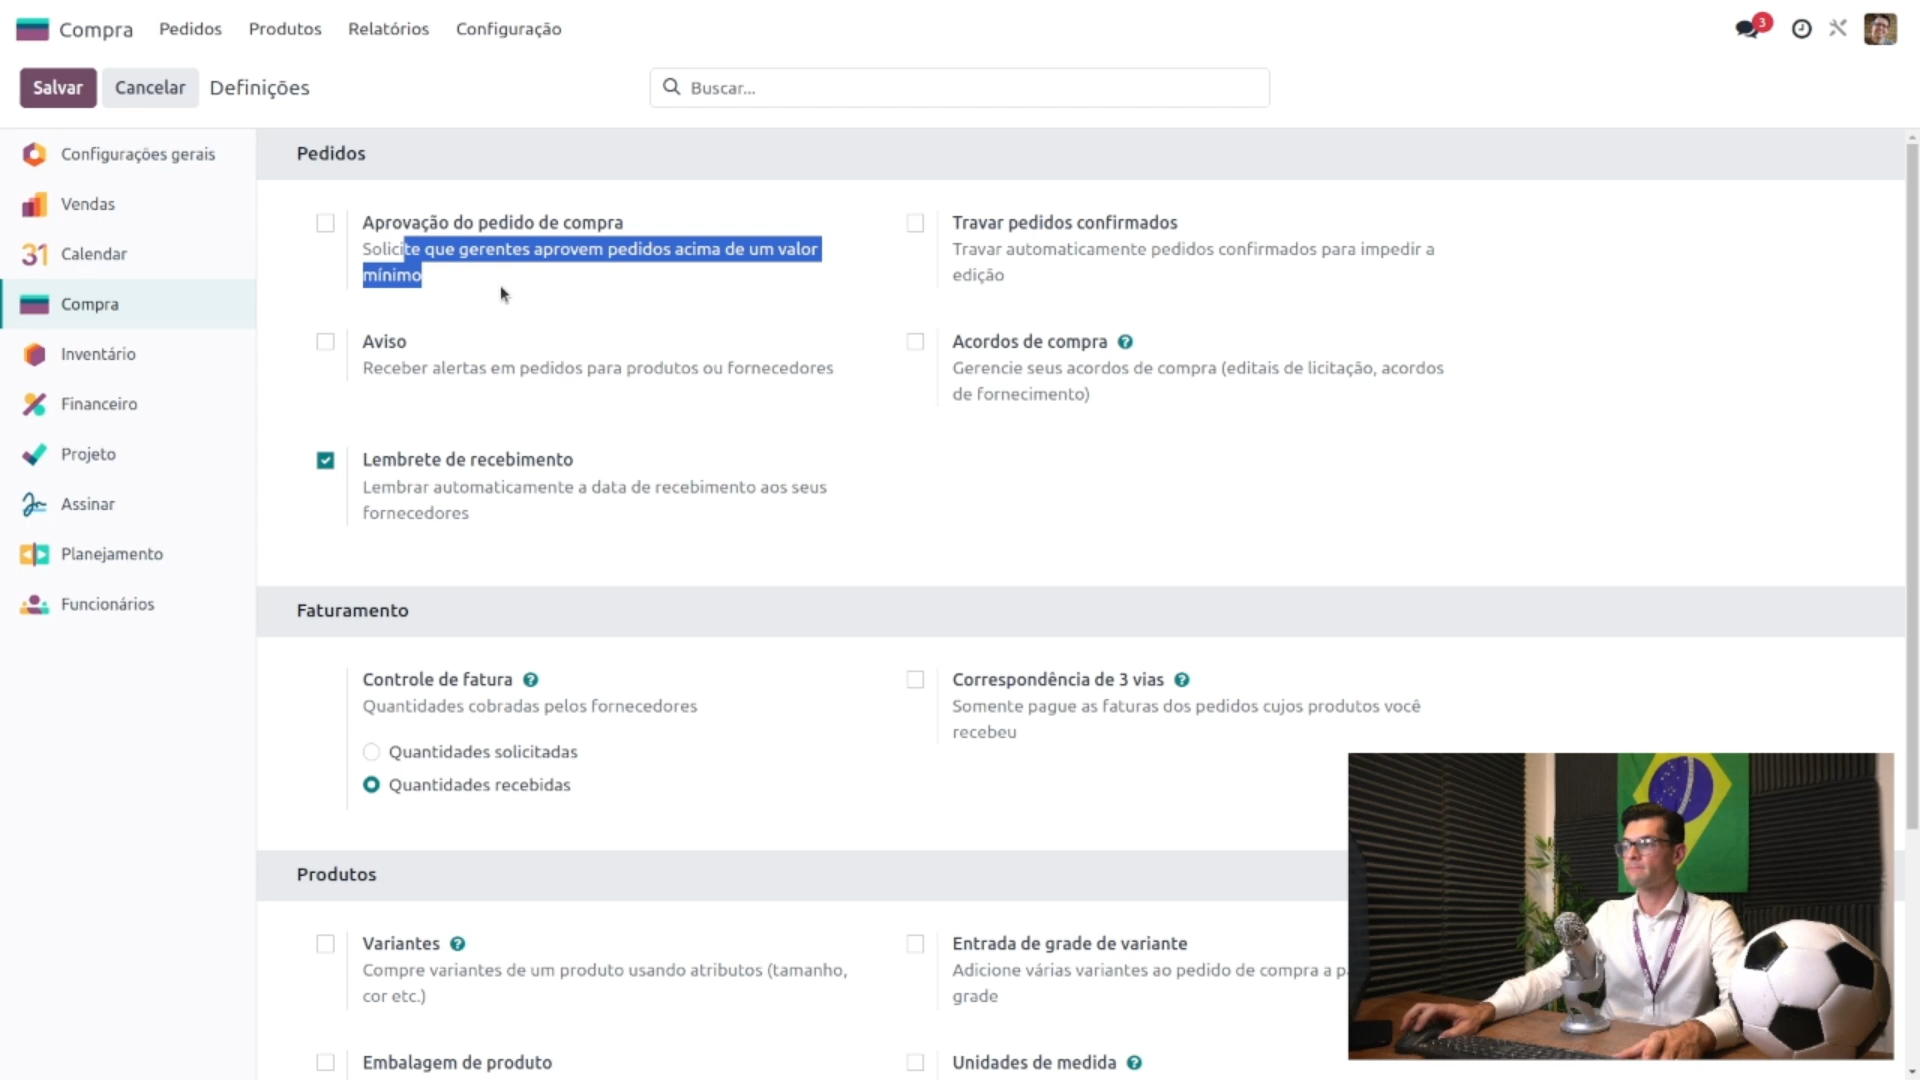 Compra Pedidos Produtos Relatórios Configuração 3
Salvar Cancelar Definições Buscar...
Configurações gerais
Vendas
31 Calendar
Compra
Inventário
Financeiro
Projeto
Assinar
Planejamento
Funcionários
Pedidos
Aprovação do pedido de compra
Solicite que gerentes aprovem pedidos acima de um valor
mínimo
Travar pedidos confirmados
Travar automaticamente pedidos confirmados para impedir a
edição
Aviso
Receber alertas em pedidos para produtos ou fornecedores
Acordos de compra ?
Gerencie seus acordos de compra (editais de licitação, acordos
de fornecimento)
Lembrete de recebimento
Lembrar automaticamente a data de recebimento aos seus
fornecedores
Faturamento
Controle de fatura ?
Quantidades cobradas pelos fornecedores
Quantidades solicitadas
Quantidades recebidas
Correspondência de 3 vias ?
Somente pague as faturas dos pedidos cujos produtos você
recebeu
Produtos
Variantes ?
Compre variantes de um produto usando atributos (tamanho,
cor etc.)
Entrada de grade de variante
Adicione várias variantes ao pedido de compra a
grade
Embalagem de produto
Unidades de medida ?